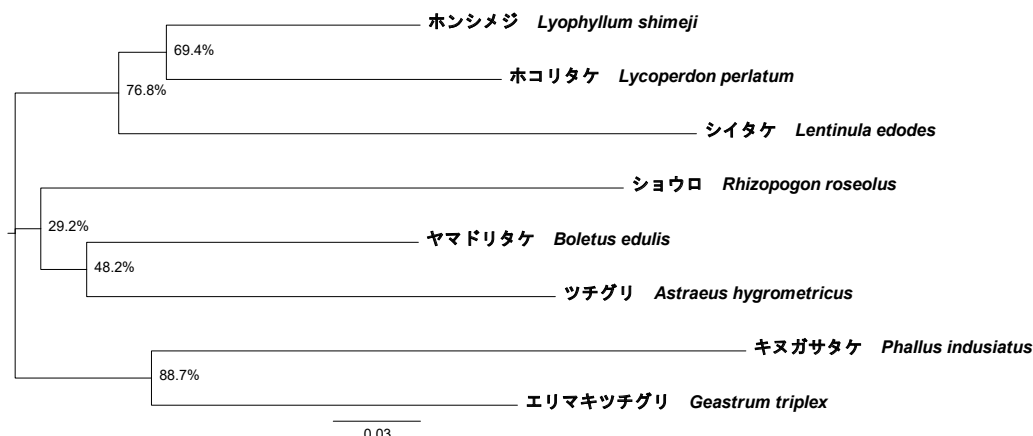 ホンシメジ Lyophyllum shimeji
69.4%
ホコリタケ Lycoperdon perlatum
76.8%
シイタケ Lentinula edodes
ショウロ Rhizopogon roseolus
29.2%
ヤマドリタケ Boletus edulis
48.2%
ツチグリ Astraeus hygrometricus
キヌガサタケ Phallus indusiatus
88.7%
エリマキツチグリ Geastrum triplex
0.03